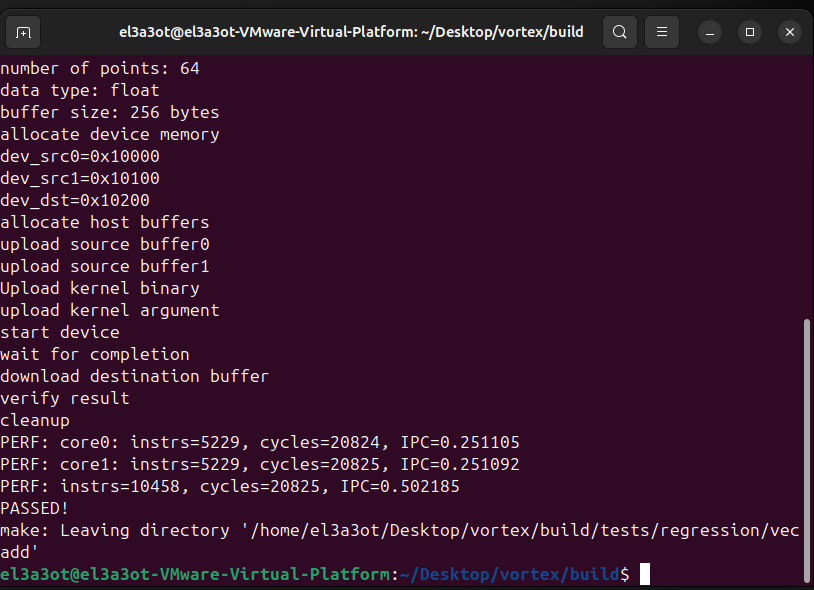 el3a3ot@el3a3ot-VMware-Virtual-Platform: ~/Desktop/vortex/build
number of points: 64
data type: float
buffer size: 256 bytes
allocate device memory
dev_src0=0x10000
dev_src1=0x10100
dev_dst=0x10200
allocate host buffers
upload source buffer0
upload source buffer1
Upload kernel binary
upload kernel argument
start device
wait for completion
download destination buffer
verify result
cleanup
PERF: core0: instrs=5229, cycles=20824, IPC=0.251105
PERF: core1: instrs=5229, cycles=20825, IPC=0.251092
PERF: instrs=10458, cycles=20825, IPC=0.502185
PASSED!
make: Leaving directory '/home/el3a3ot/Desktop/vortex/build/tests/regression/vec
add'
el3a3ot@el3a3ot-VMware-Virtual-Platform:~/Desktop/vortex/build$